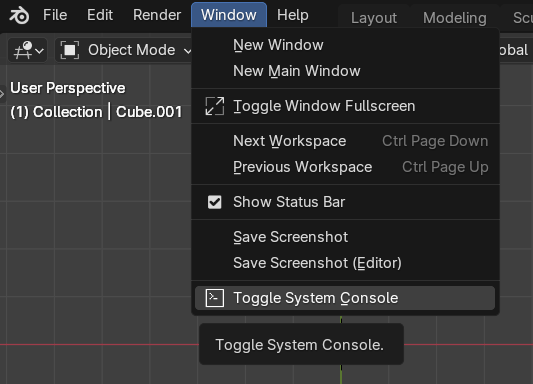 File Edit Render Window Help Layout Modeling Scu
Object Mode obal
User Perspective
(1) Collection | Cube.001
New Window
New Main Window
Toggle Window Fullscreen
Next Workspace Ctrl Page Down
Previous Workspace Ctrl Page Up
Show Status Bar
Save Screenshot
Save Screenshot (Editor)
Toggle System Console
Toggle System Console.